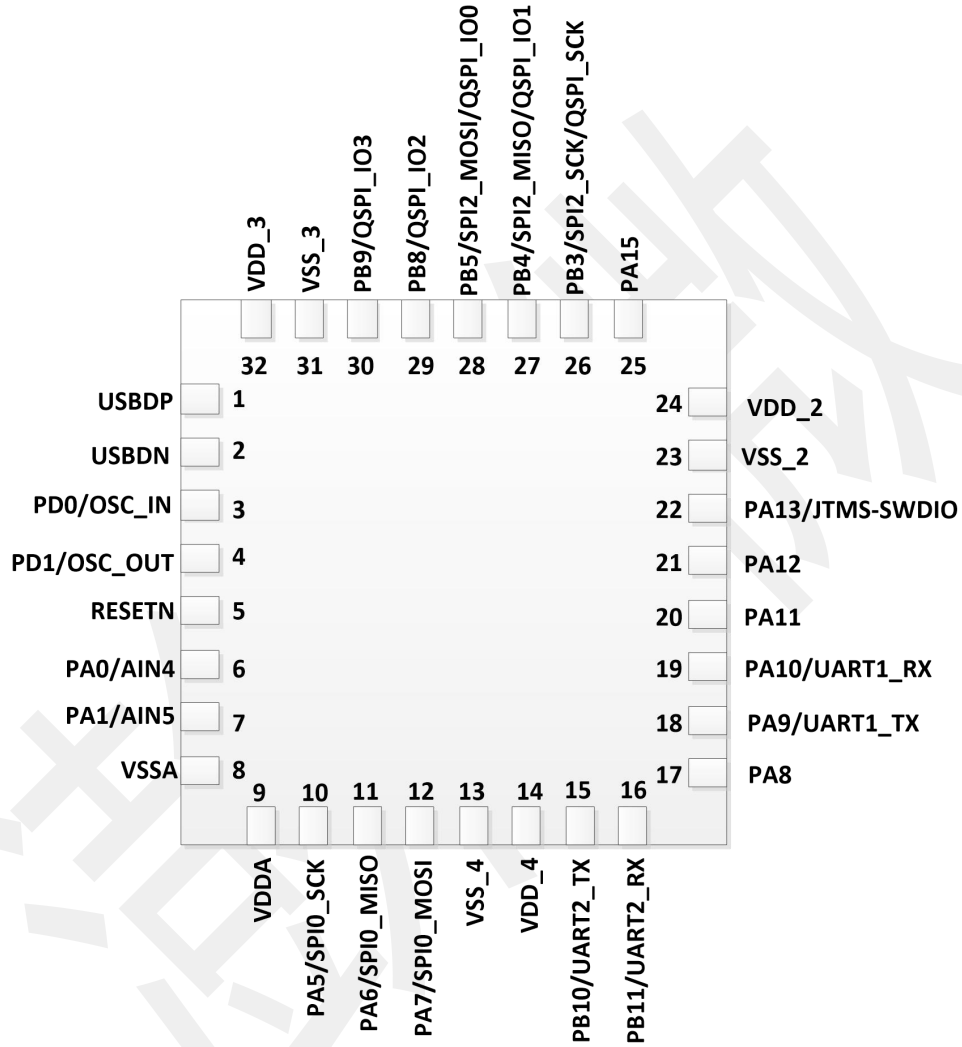 VDD_3
VSS_3
PB9/QSPI_IO3
PB8/QSPI_IO2
PB5/SPI2_MOSI/QSPI_IO0
PB4/SPI2_MISO/QSPI_IO1
PB3/SPI2_SCK/QSPI_SCK
PA15
32 31 30 29 28 27 26 25
USBDP 1
USBDN 2
PD0/OSC_IN 3
PD1/OSC_OUT 4
RESETN 5
PA0/AIN4 6
PA1/AIN5 7
VSSA 8
24 VDD_2
23 VSS_2
22 PA13/JTMS-SWDIO
21 PA12
20 PA11
19 PA10/UART1_RX
18 PA9/UART1_TX
17 PA8
9 10 11 12 13 14 15 16
VDDA
PA5/SPI0_SCK
PA6/SPI0_MISO
PA7/SPI0_MOSI
VSS_4
VDD_4
PB10/UART2_TX
PB11/UART2_RX